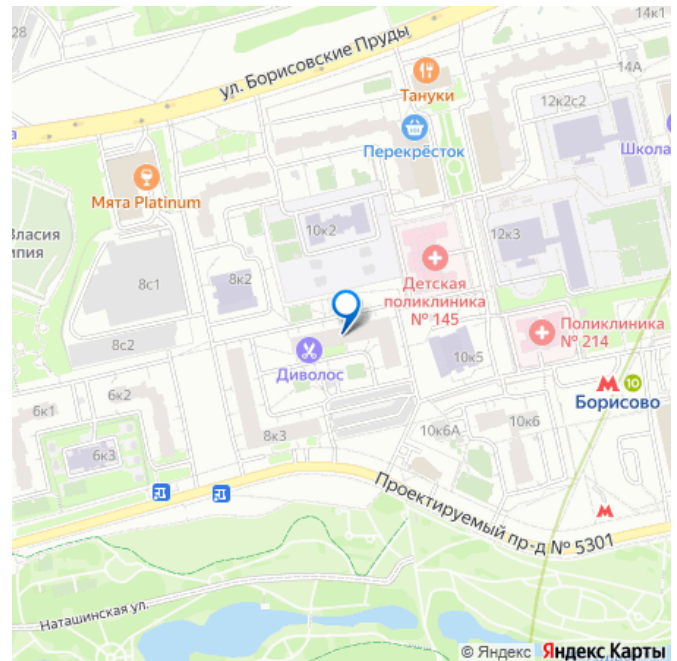 28
14к1
ул. Борисовские Пруды
14А
Тануки
12к2с2
Перекрёсток
Школа
а
Мята Platinum
Власия
ипия
10к2
12к3
8к2
8с1
Детская
поликлиника
№ 145
Поликлиника
№ 214
8с2
Диволос
10к5
М 10
Борисово
6к1
6к2
8к3
10к6А
10к6
6к3
М
Проектируемый пр-д № 5301
Наташинская ул.
© Яндекс Яндекс Карты